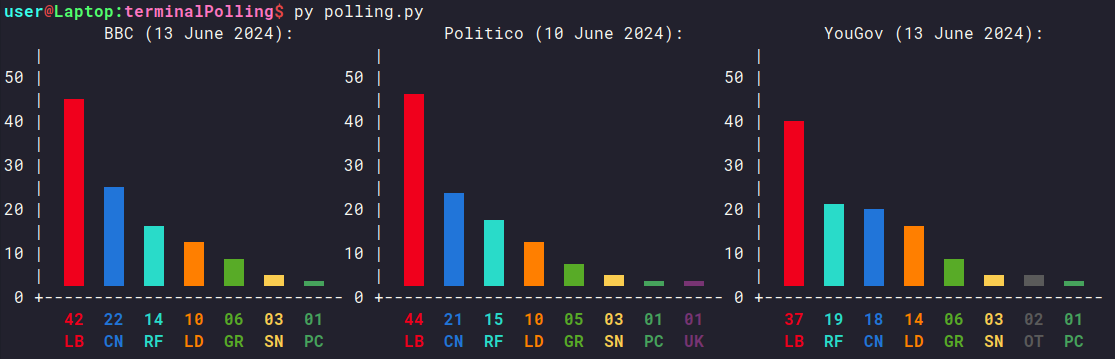 user@Laptop:terminalPolling$ py polling.py
BBC (13 June 2024): Politico (10 June 2024): YouGov (13 June 2024):
50 50 50
40 40 40
30 30 30
20 20 20
10 10 10
0 0 0
42 22 14 10 06 03 01 44 21 15 10 05 03 01 01 37 19 18 14 06 03 02 01
LB CN RF LD GR SN PC LB CN RF LD GR SN PC UK LB RF CN LD GR SN OT PC